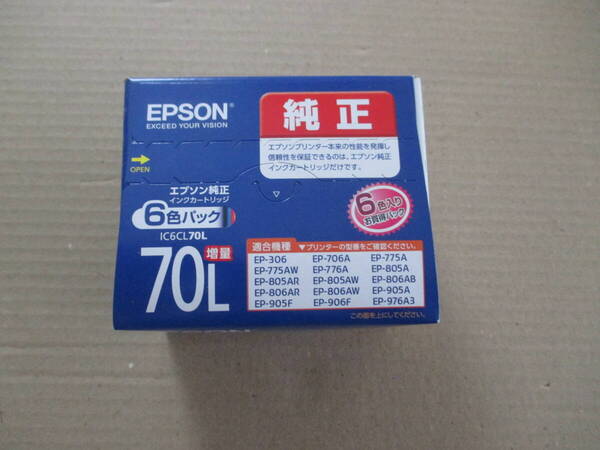 EPSON®
EXCEED YOUR VISION
純正
エプソンプリンター本来の性能を発揮し
信頼性を保証できるのは、エプソン純正
インクカートリッジだけです。
OPEN
エプソン純正
インクカートリッジ
6色パック
IC6CL70L
70L増量
6色入り
お買得パック
適合機種 ▼プリンターの型番をご確認ください。
EP-306 EP-706A EP-775A
EP-775AW EP-776A EP-805A
EP-805AR EP-805AW EP-806AB
EP-806AR EP-806AW EP-905A
EP-905F EP-906F EP-976A3
この面を上にしてください。